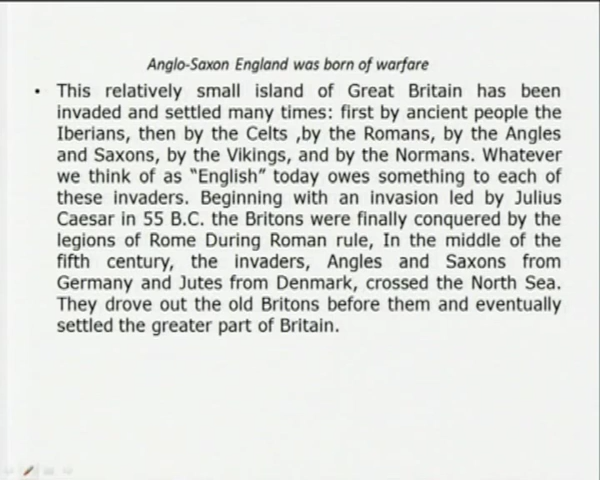 Anglo-Saxon England was born of warfare
• This relatively small island of Great Britain has been
invaded and settled many times: first by ancient people the
Iberians, then by the Celts ,by the Romans, by the Angles
and Saxons, by the Vikings, and by the Normans. Whatever
we think of as "English" today owes something to each of
these invaders. Beginning with an invasion led by Julius
Caesar in 55 B.C. the Britons were finally conquered by the
legions of Rome During Roman rule, In the middle of the
fifth century, the invaders, Angles and Saxons from
Germany and Jutes from Denmark, crossed the North Sea.
They drove out the old Britons before them and eventually
settled the greater part of Britain.